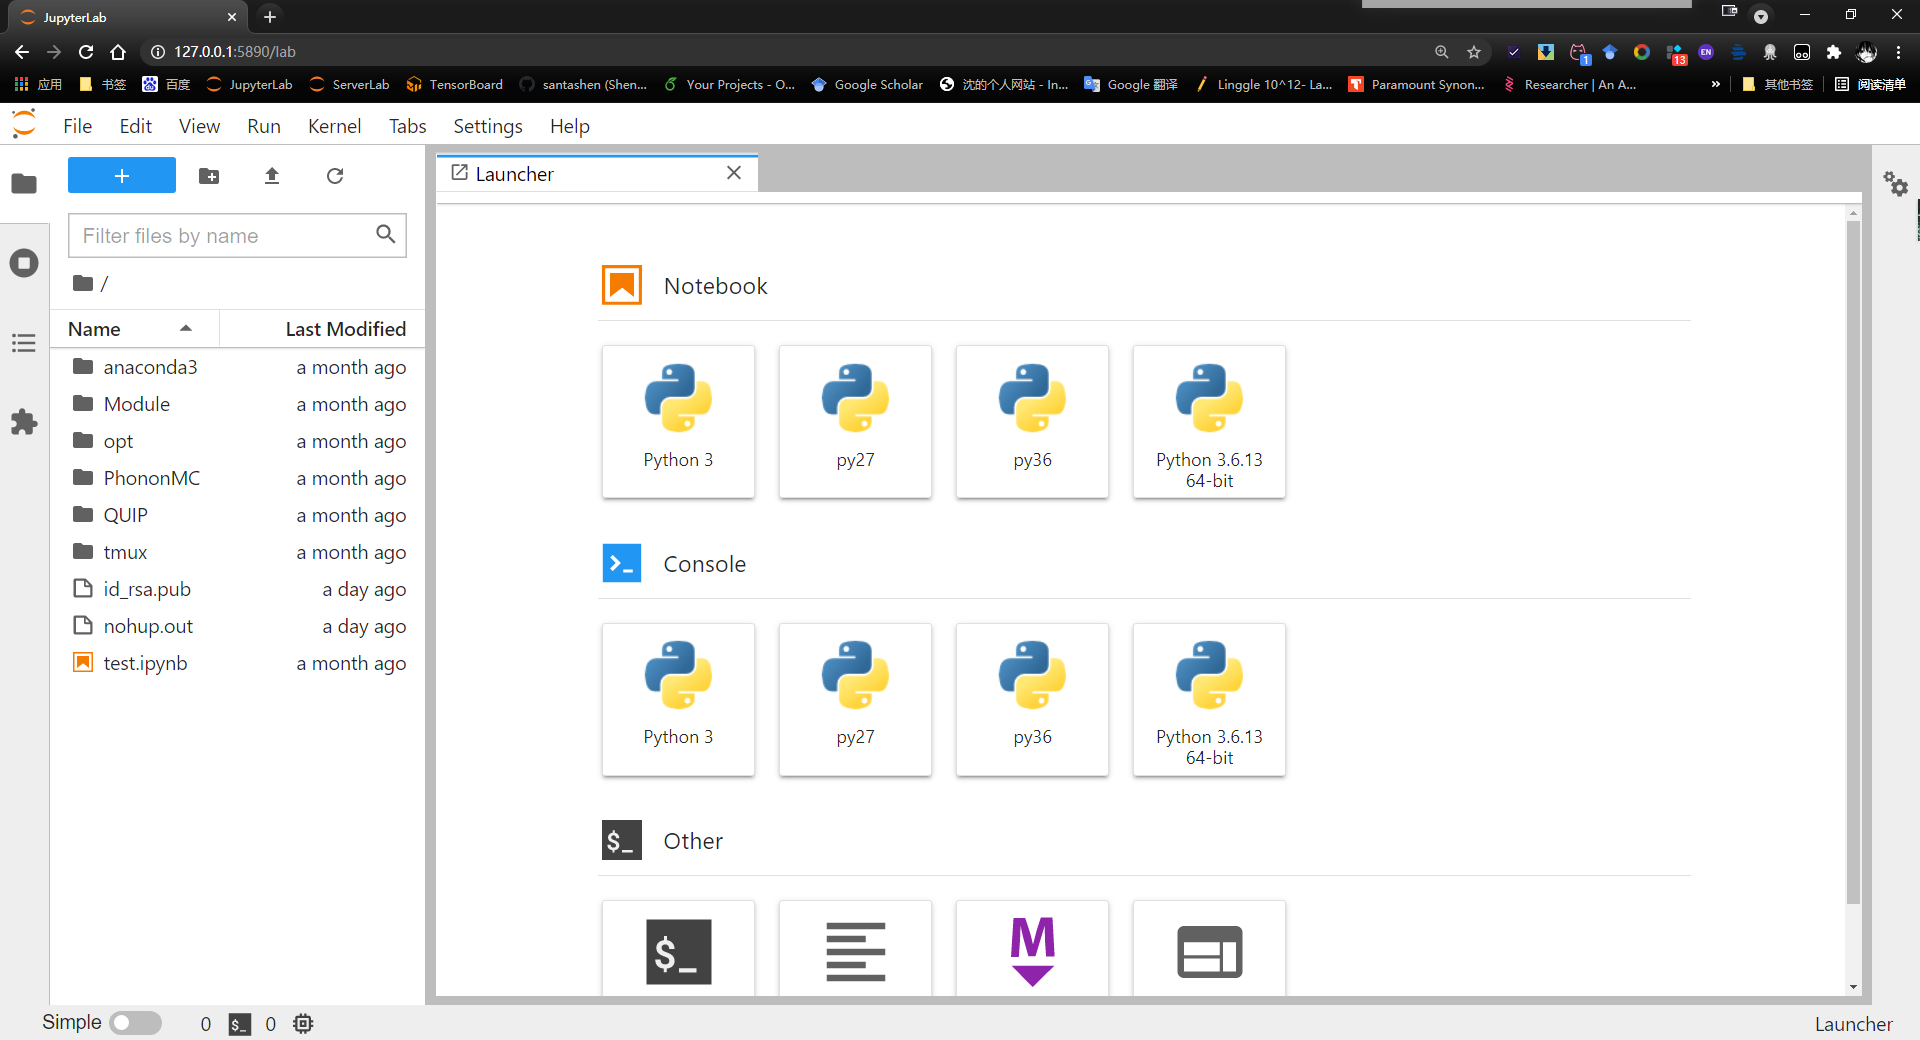 JupyterLab
127.0.0.1:5890/lab
1
13
EN
应用
书签
百度
JupyterLab
ServerLab
TensorBoard
santashen (Shen...
Your Projects - O...
Google Scholar
沈的个人网站 - In...
Google 翻译
Linggle 10^12- La...
Paramount Synon...
Researcher | An A...
»
其他书签
阅读清单
File
Edit
View
Run
Kernel
Tabs
Settings
Help
Launcher
Filter files by name
/
Name
Last Modified
anaconda3
a month ago
Module
a month ago
opt
a month ago
PhononMC
a month ago
QUIP
a month ago
tmux
a month ago
id_rsa.pub
a day ago
nohup.out
a day ago
test.ipynb
a month ago
Notebook
Python 3
py27
py36
Python 3.6.13
64-bit
Console
Python 3
py27
py36
Python 3.6.13
64-bit
$_
Other
$_
M
Simple
0
$_
0
Launcher